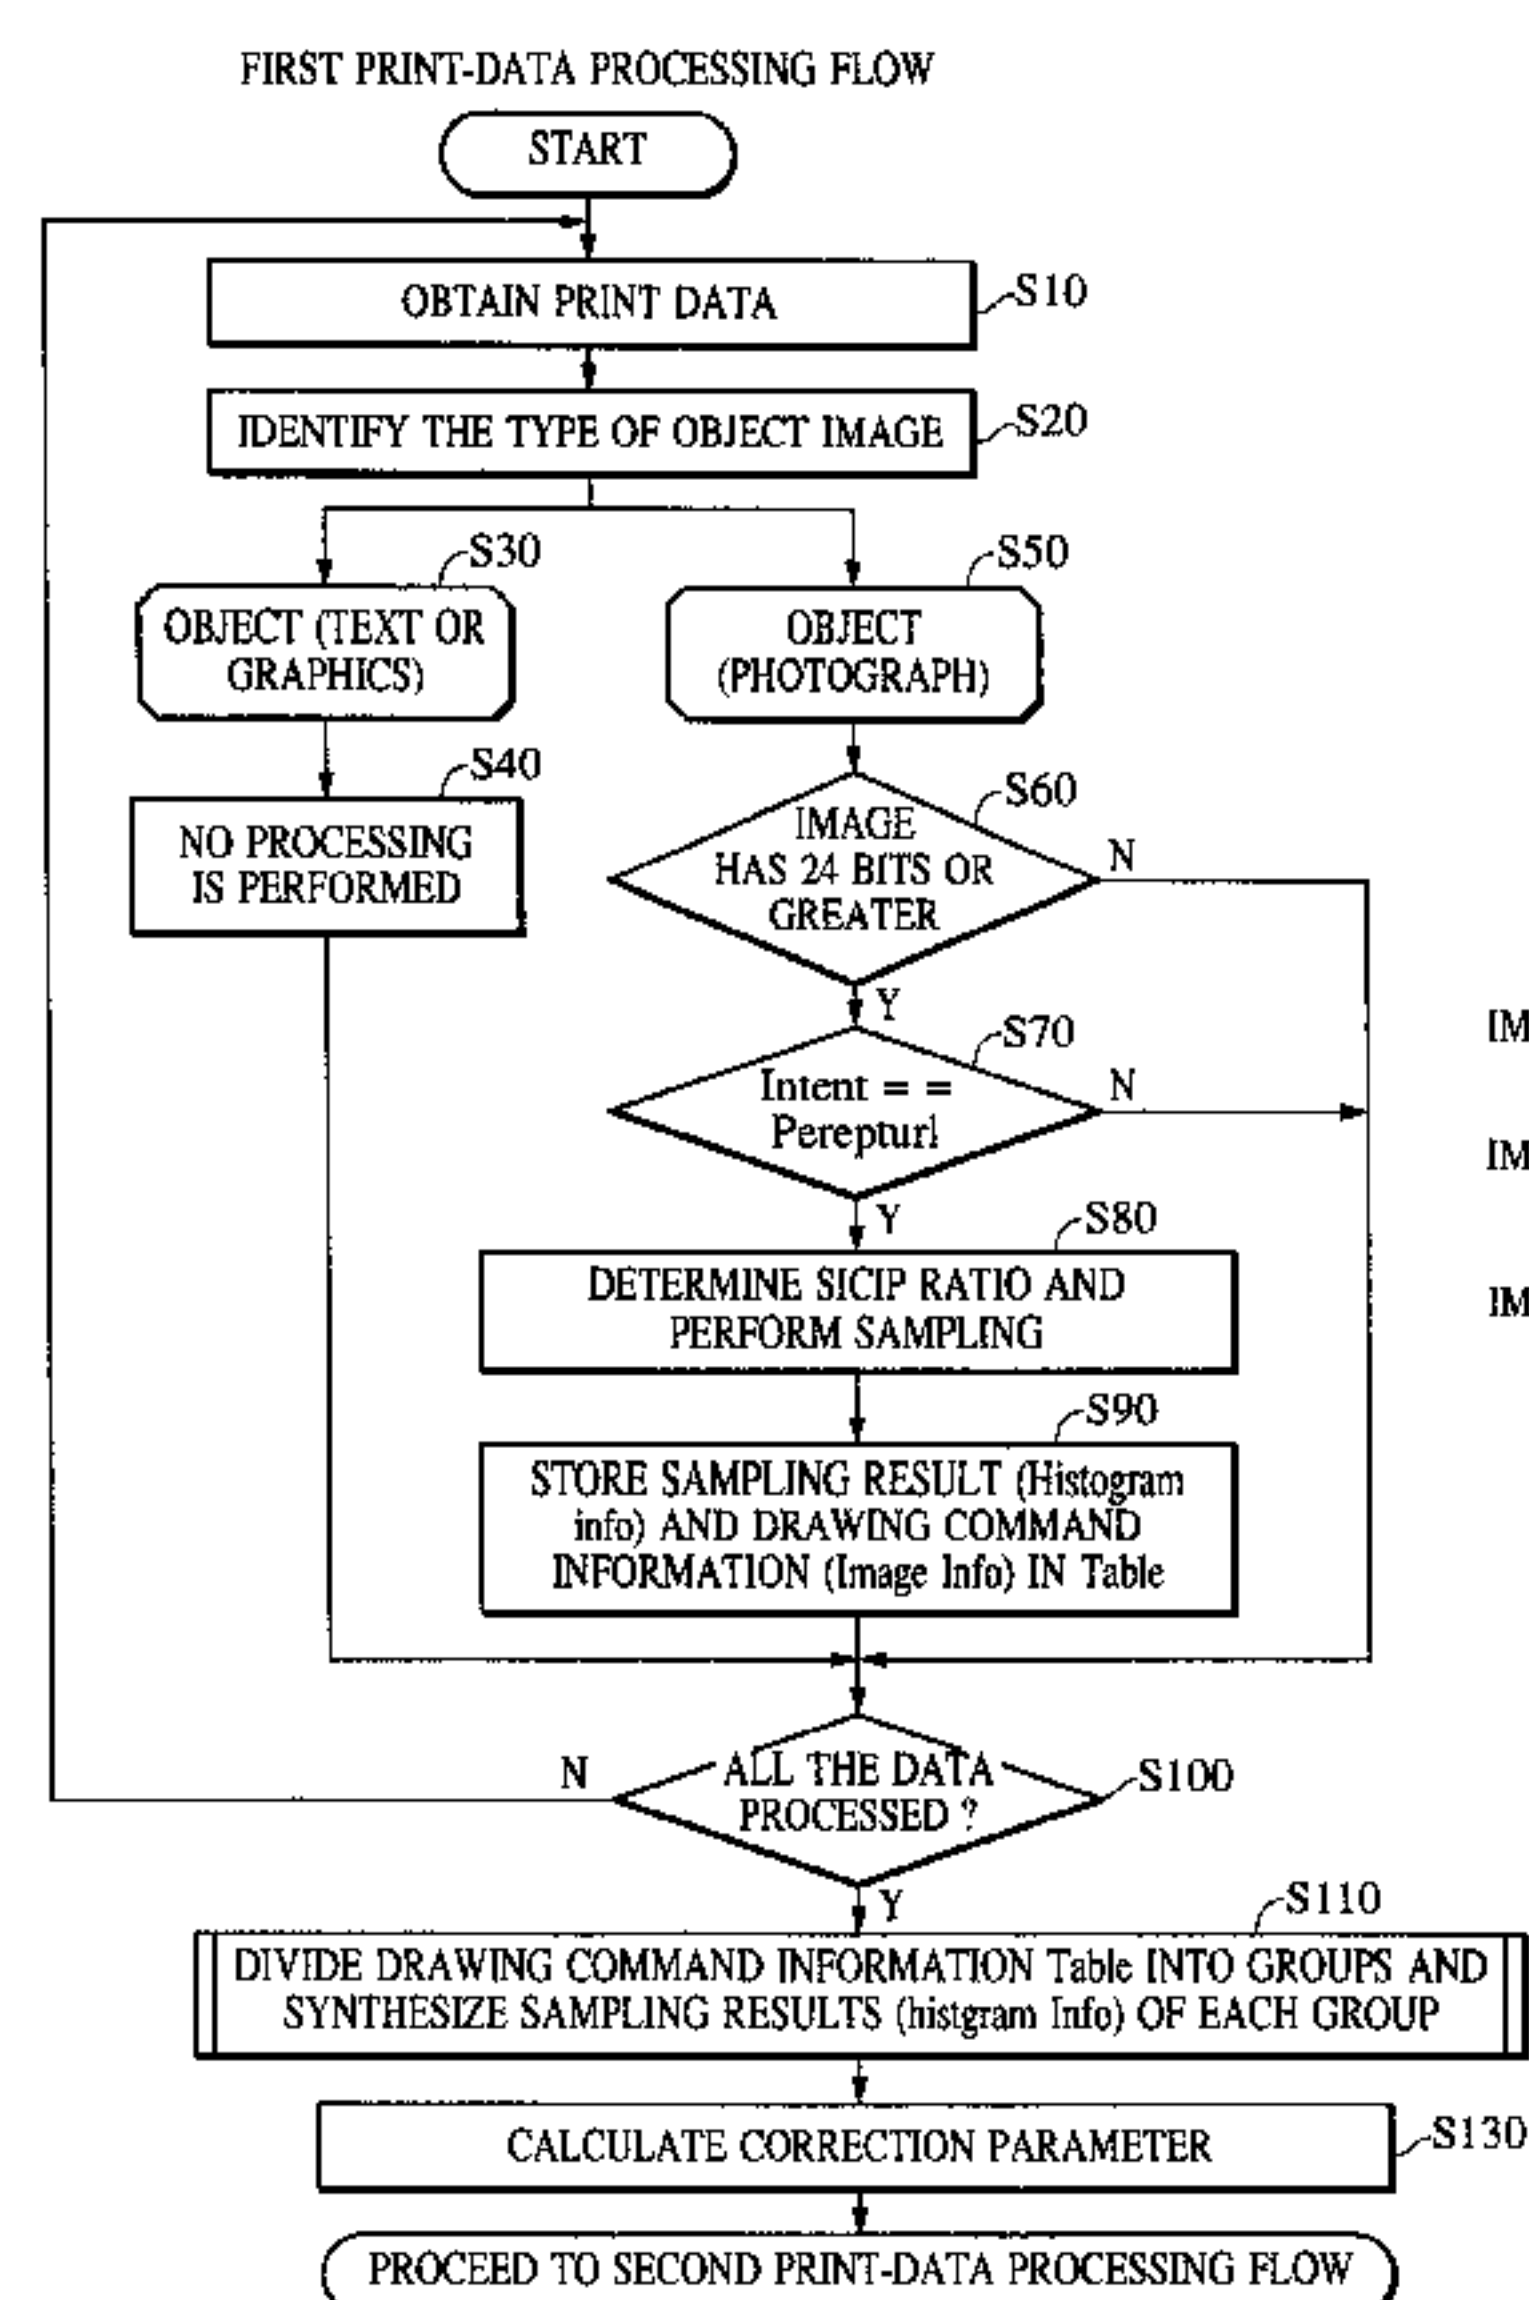 FIRST PRINT-DATA PROCESSING FLOW
START
OBTAIN PRINT DATA
S10
IDENTIFY THE TYPE OF OBJECT IMAGE
S20
S30
OBJECT (TEXT OR
GRAPHICS)
S50
OBJECT
(PHOTOGRAPH)
S40
NO PROCESSING
IS PERFORMED
S60
IMAGE
HAS 24 BITS OR
GREATER
N
Y
S70
Intent = =
Perepturl
N
Y
S80
DETERMINE SICIP RATIO AND
PERFORM SAMPLING
S90
STORE SAMPLING RESULT (Histogram
info) AND DRAWING COMMAND
INFORMATION (Image Info) IN Table
N
ALL THE DATA
PROCESSED ?
S100
Y
S110
DIVIDE DRAWING COMMAND INFORMATION Table INTO GROUPS AND
SYNTHESIZE SAMPLING RESULTS (histgram Info) OF EACH GROUP
CALCULATE CORRECTION PARAMETER
S130
PROCEED TO SECOND PRINT-DATA PROCESSING FLOW
IM
IM
IM